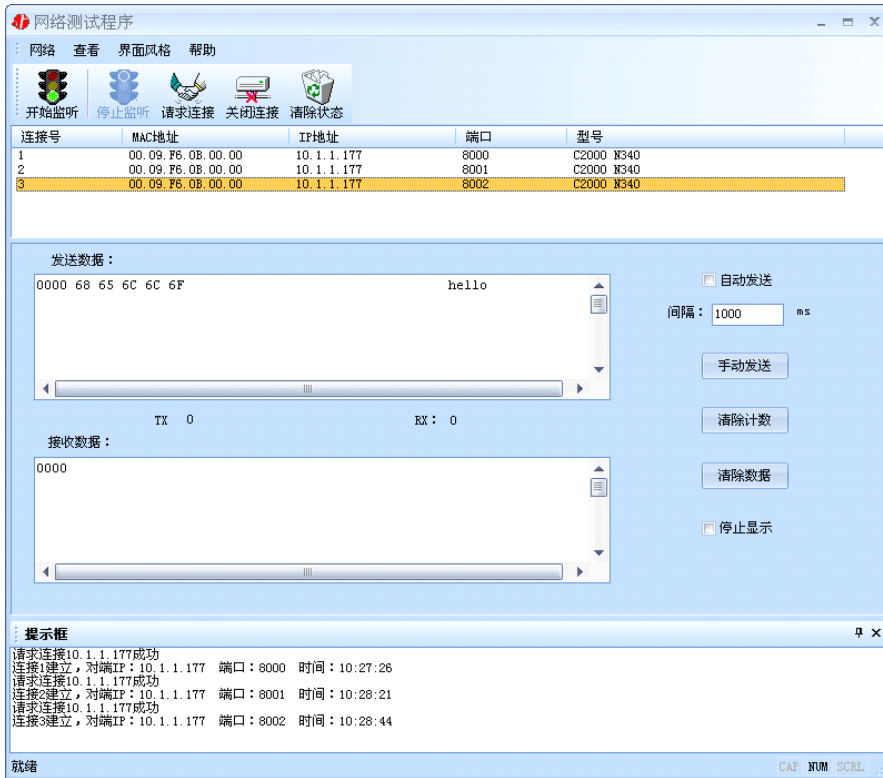 网络测试程序
网络 查看 界面风格 帮助
开始监听 停止监听 请求连接 关闭连接 清除状态
连接号 MAC地址 IP地址 端口 型号
1 00.09.F6.0B.00.00 10.1.1.177 8000 C2000 N340
2 00.09.F6.0B.00.00 10.1.1.177 8001 C2000 N340
3 00.09.F6.0B.00.00 10.1.1.177 8002 C2000 N340
发送数据：
0000 68 65 6C 6C 6F hello
自动发送
间隔： 1000 ms
手动发送
TX 0 RX： 0
清除计数
接收数据：
0000
清除数据
停止显示
提示框
请求连接10.1.1.177成功
连接1建立，对端IP：10.1.1.177 端口：8000 时间：10:27:26
请求连接10.1.1.177成功
连接2建立，对端IP：10.1.1.177 端口：8001 时间：10:28:21
请求连接10.1.1.177成功
连接3建立，对端IP：10.1.1.177 端口：8002 时间：10:28:44
就绪 CAP NUM SCRL